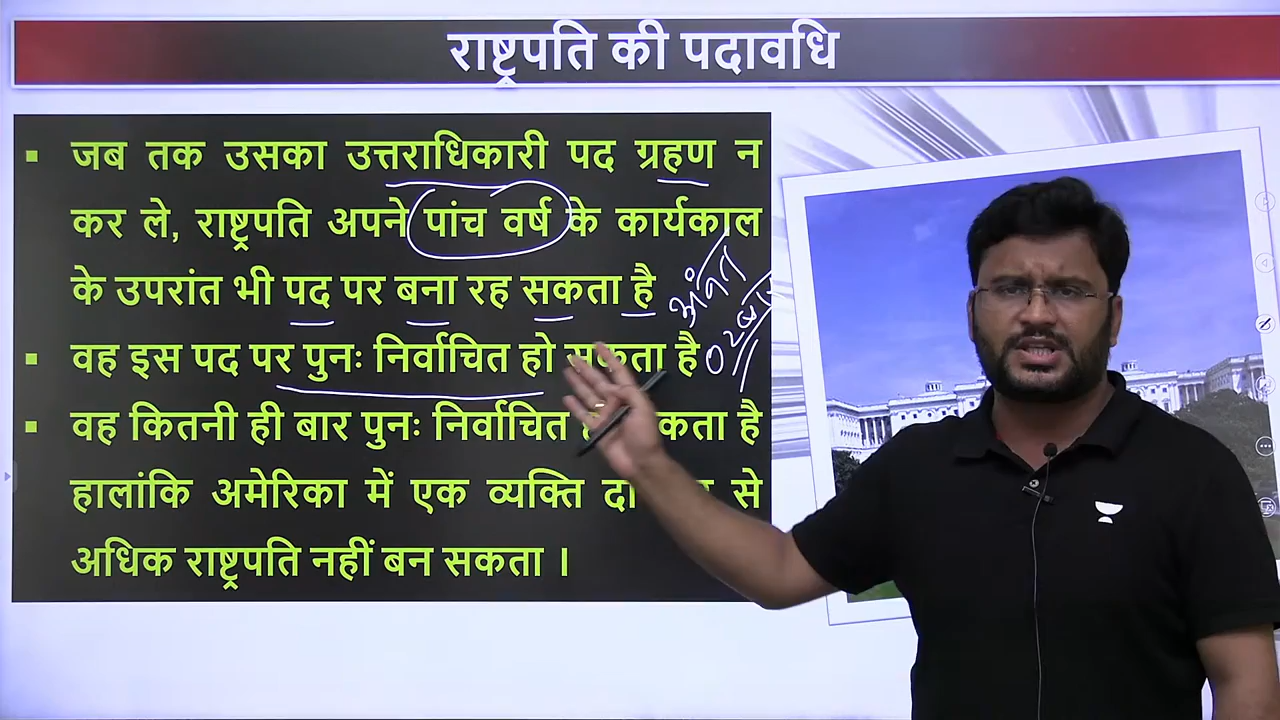 राष्ट्रपति की पदावधि
▪ जब तक उसका उत्तराधिकारी पद ग्रहण न
कर ले, राष्ट्रपति अपने पांच वर्ष के कार्यकाल
के उपरांत भी पद पर बना रह सकता है
▪ वह इस पद पर पुनः निर्वाचित हो सकता है
▪ वह कितनी ही बार पुनः निर्वाचित कता है
हालांकि अमेरिका में एक व्यक्ति दो से
अधिक राष्ट्रपति नहीं बन सकता ।